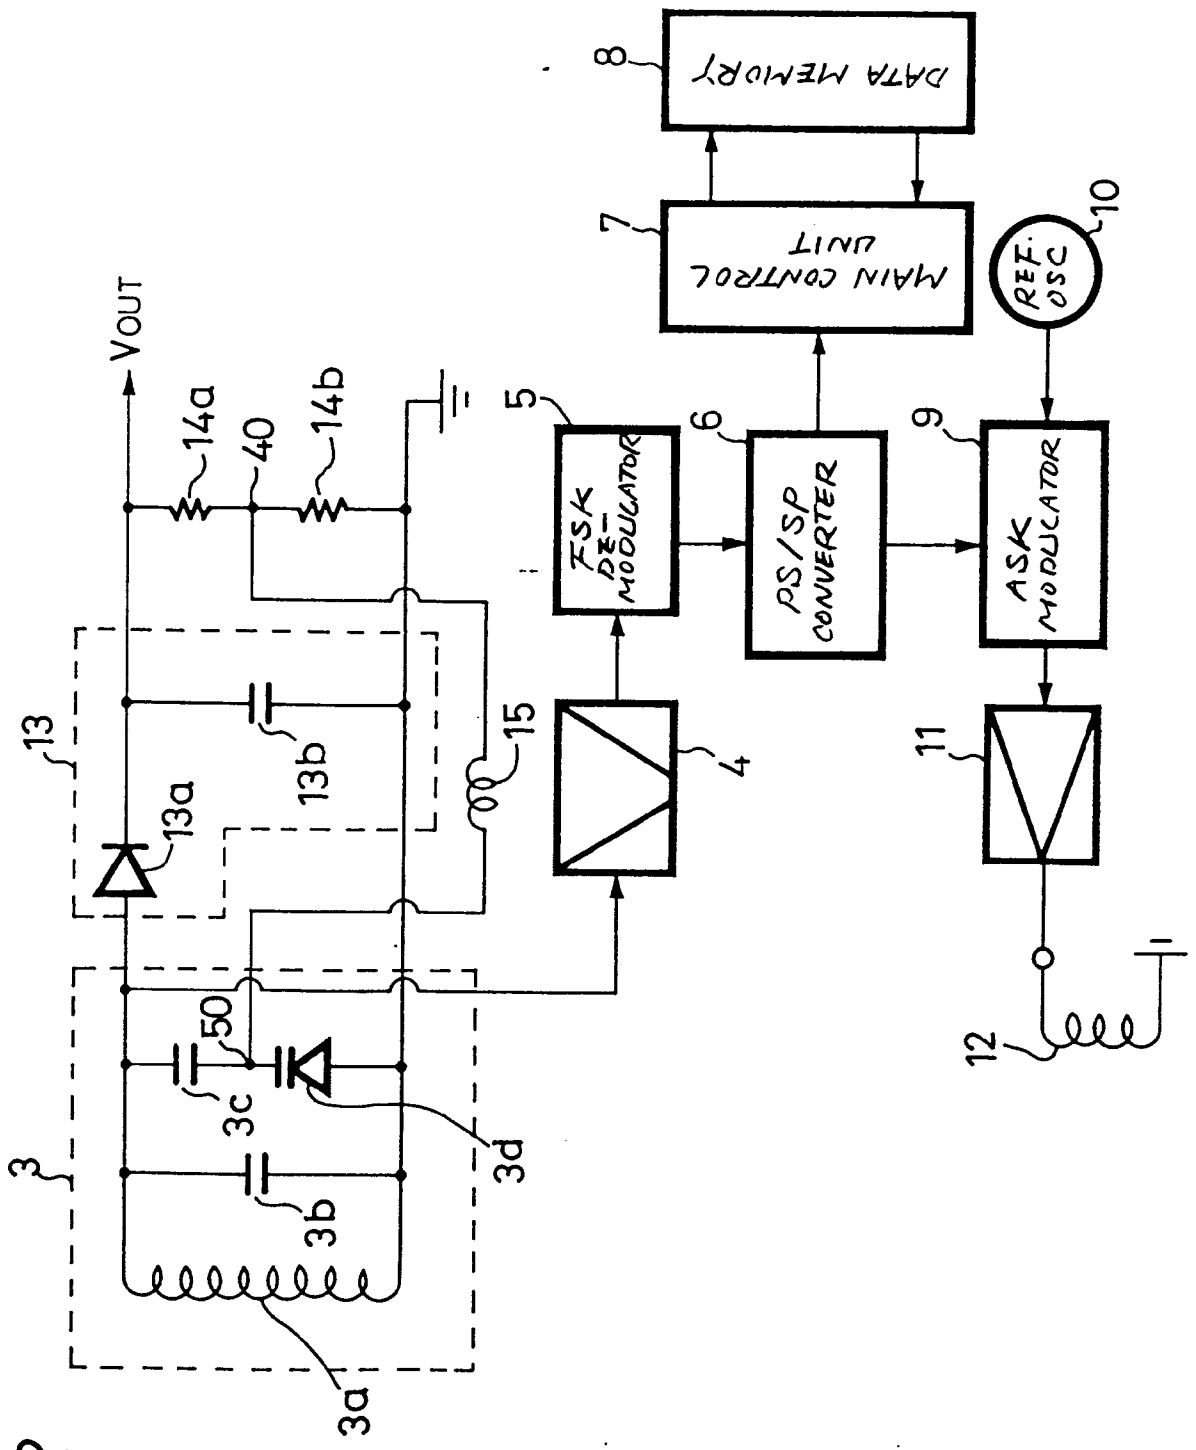 3
3a
3b
3c
3d
50
13
13a
13b
15
14a
40
14b
VOUT
4
5
FSK
DE-
MODULATOR
6
PS/SP
CONVERTER
7
MAIN CONTROL
UNIT
8
DATA MEMORY
9
ASK
MODULATOR
10
REF.
OSC
11
12